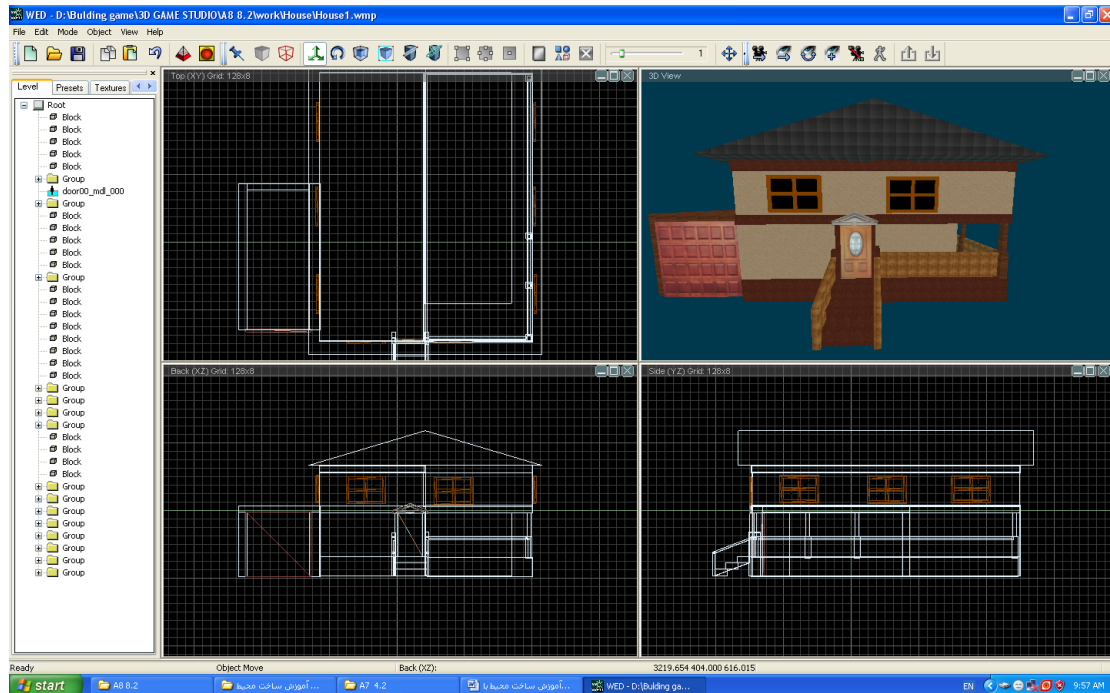 WED - D:\Bulding game\3D GAME STUDIO\A8 8.2\work\House\House1.wmp
File Edit Mode Object View Help
1
Level Presets Textures
Root
Block
Block
Block
Block
Block
Group
door00_mdl_000
Group
Block
Block
Block
Block
Block
Group
Block
Block
Block
Block
Block
Block
Block
Block
Group
Group
Group
Group
Block
Block
Block
Block
Group
Group
Group
Group
Group
Group
Group
Group
Top (XY) Grid: 128x8
3D View
Back (XZ) Grid: 128x8
Side (YZ) Grid: 128x8
Ready Object Move Back (XZ): 3219.654 404.000 616.015
start A8 8.2 آموزش ساخت محیط ... A7 4.2 آموزش ساخت محیط با... WED - D:\Bulding ga... EN 9:57 AM